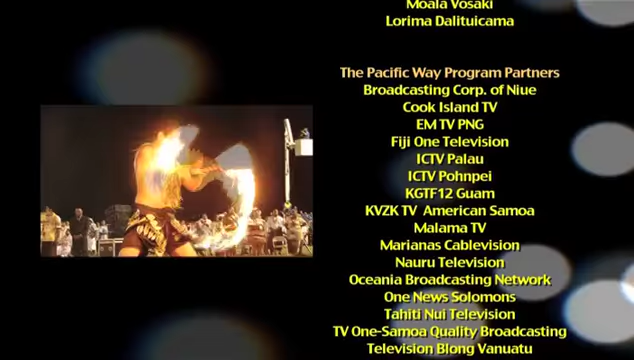 Moala Vosaki
Lorima Dalituicama
The Pacific Way Program Partners
Broadcasting Corp. of Niue
Cook Island TV
EM TV PNG
Fiji One Television
ICTV Palau
ICTV Pohnpei
KGTF12 Guam
KVZK TV American Samoa
Malama TV
Marianas Cablevision
Nauru Television
Oceania Broadcasting Network
One News Solomons
Tahiti Nui Television
TV One-Samoa Quality Broadcasting
Television Blong Vanuatu